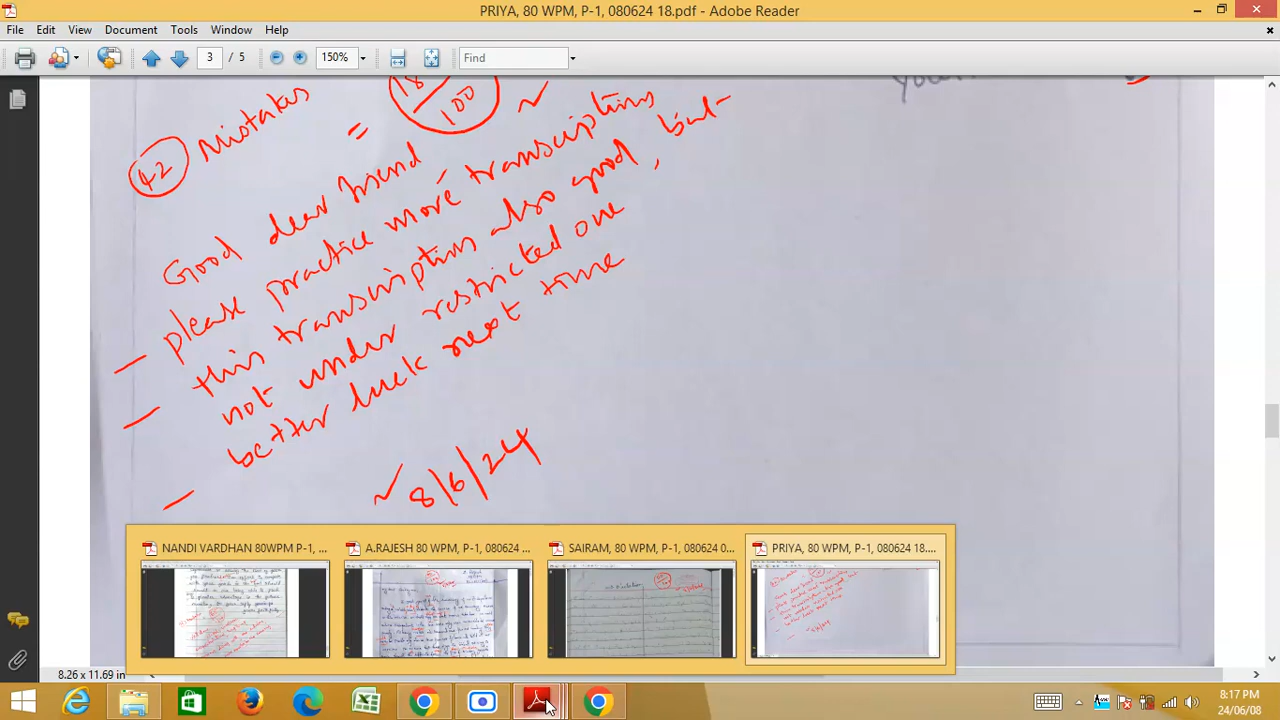 PRIYA, 80 WPM, P-1, 080624 18.pdf - Adobe Reader
File Edit View Document Tools Window Help
3 / 5 150% Find
42 Mistakes = 18/100
Good dear friend
- please practice more transcriptions
- this transcription also good, but
not under restricted one
- better luck next time
8/6/24
NANDI VARDHAN 80WPM P-1, ... A.RAJESH 80 WPM, P-1, 080624 ... SAIRAM, 80 WPM, P-1, 080624 0... PRIYA, 80 WPM, P-1, 080624 18....
8.26 x 11.69 in
8:17 PM
24/06/08